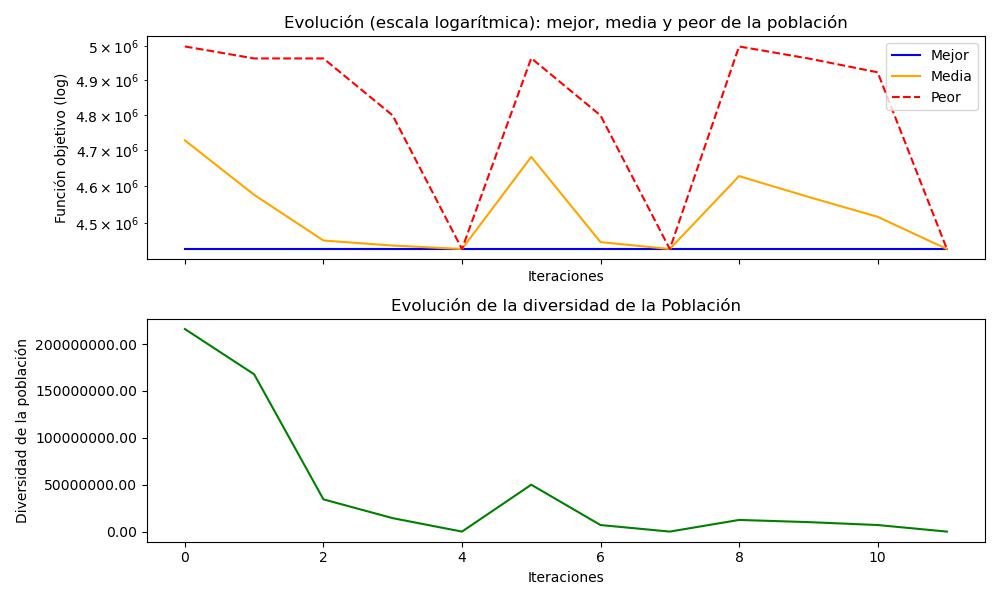 Evolución (escala logarítmica): mejor, media y peor de la población
Función objetivo (log)
5 × 10⁶
4.9 × 10⁶
4.8 × 10⁶
4.7 × 10⁶
4.6 × 10⁶
4.5 × 10⁶
Mejor
Media
Peor
Iteraciones
Evolución de la diversidad de la Población
Diversidad de la población
200000000.00
150000000.00
100000000.00
50000000.00
0.00
0 2 4 6 8 10
Iteraciones